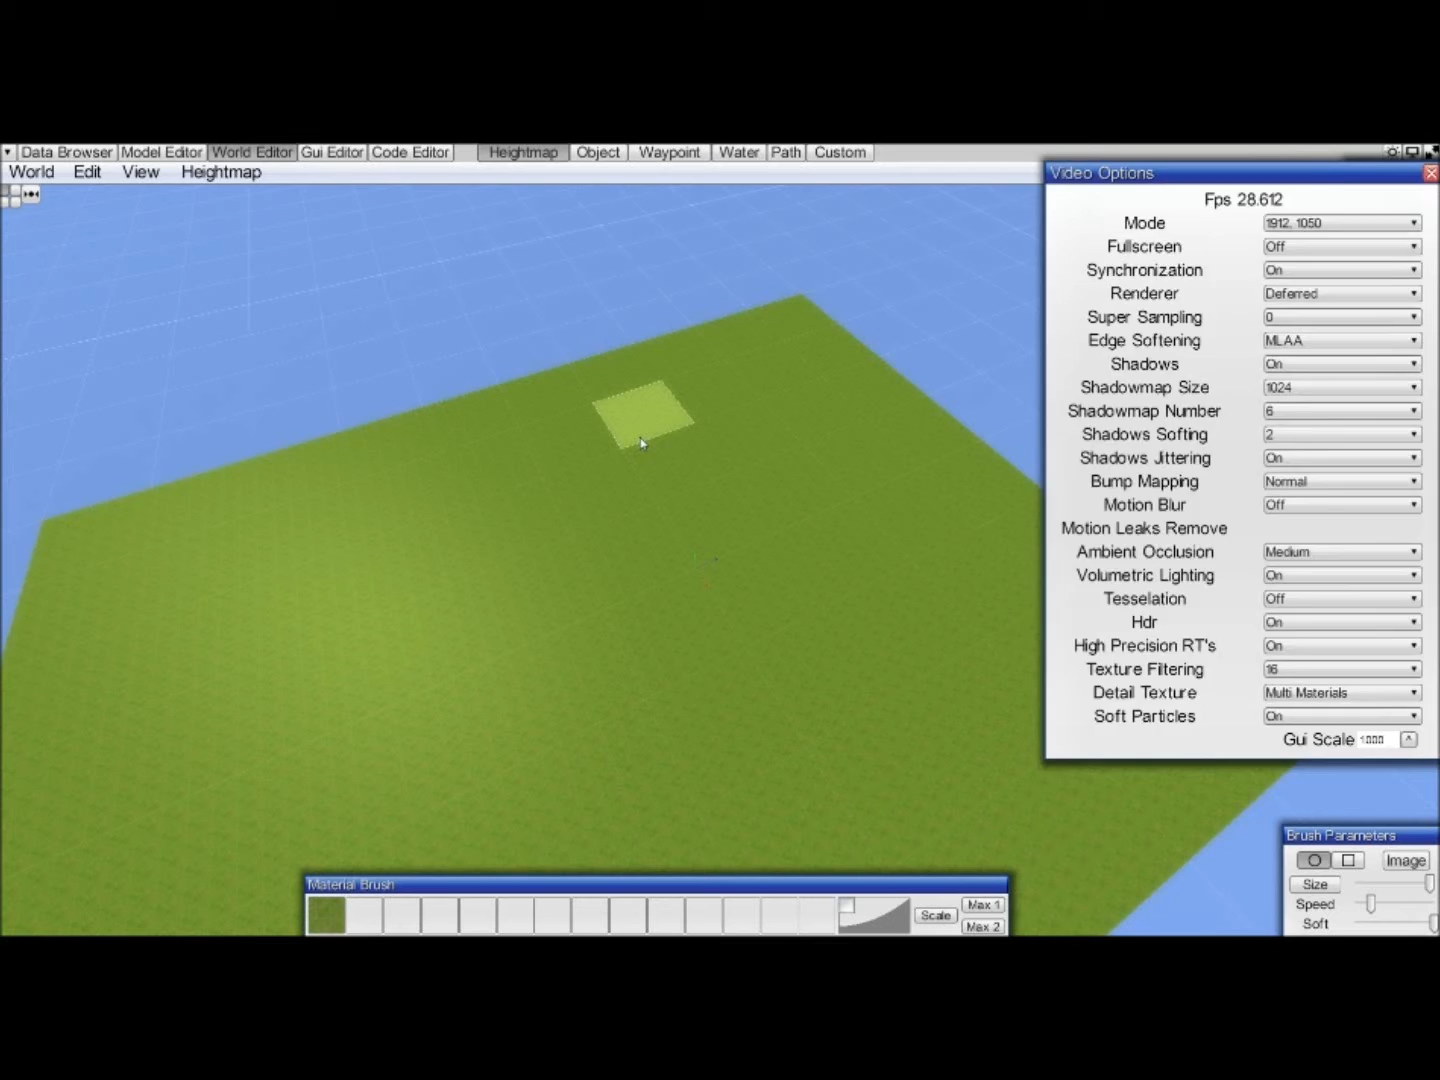 Data Browser Model Editor World Editor Gui Editor Code Editor Heightmap Object Waypoint Water Path Custom
World Edit View Heightmap
Video Options
Fps 28.612
Mode 1912, 1050
Fullscreen Off
Synchronization On
Renderer Deferred
Super Sampling 0
Edge Softening MLAA
Shadows On
Shadowmap Size 1024
Shadowmap Number 6
Shadows Softing 2
Shadows Jittering On
Bump Mapping Normal
Motion Blur Off
Motion Leaks Remove
Ambient Occlusion Medium
Volumetric Lighting On
Tesselation Off
Hdr On
High Precision RT's On
Texture Filtering 16
Detail Texture Multi Materials
Soft Particles On
Gui Scale
Brush Parameters
Image
Size
Speed
Soft
Material Brush
Scale
Max 1
Max 2